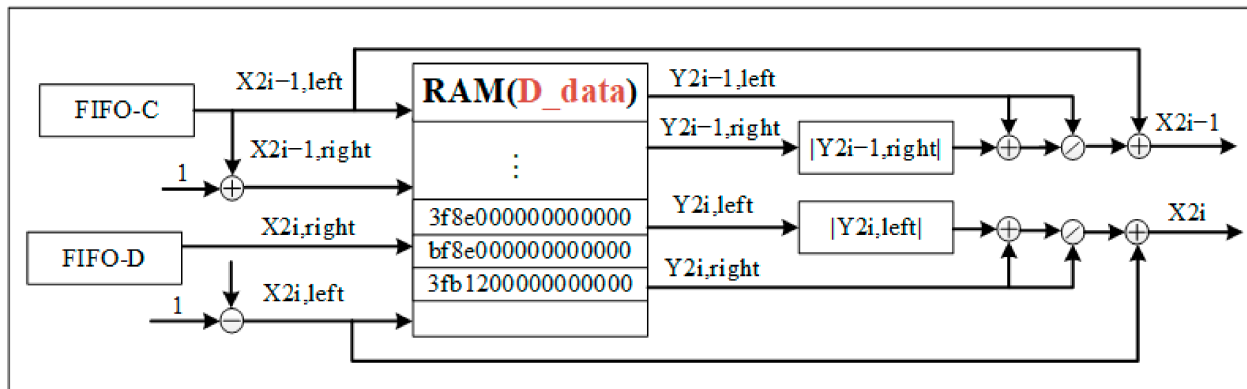 X2i−1,left
FIFO-C
X2i−1,right
1
RAM(D_data)
⋮
3f8e000000000000
bf8e000000000000
3fb1200000000000
X2i,right
FIFO-D
X2i,left
1
Y2i−1,left
Y2i−1,right
|Y2i−1,right|
X2i−1
Y2i,left
|Y2i,left|
X2i
Y2i,right